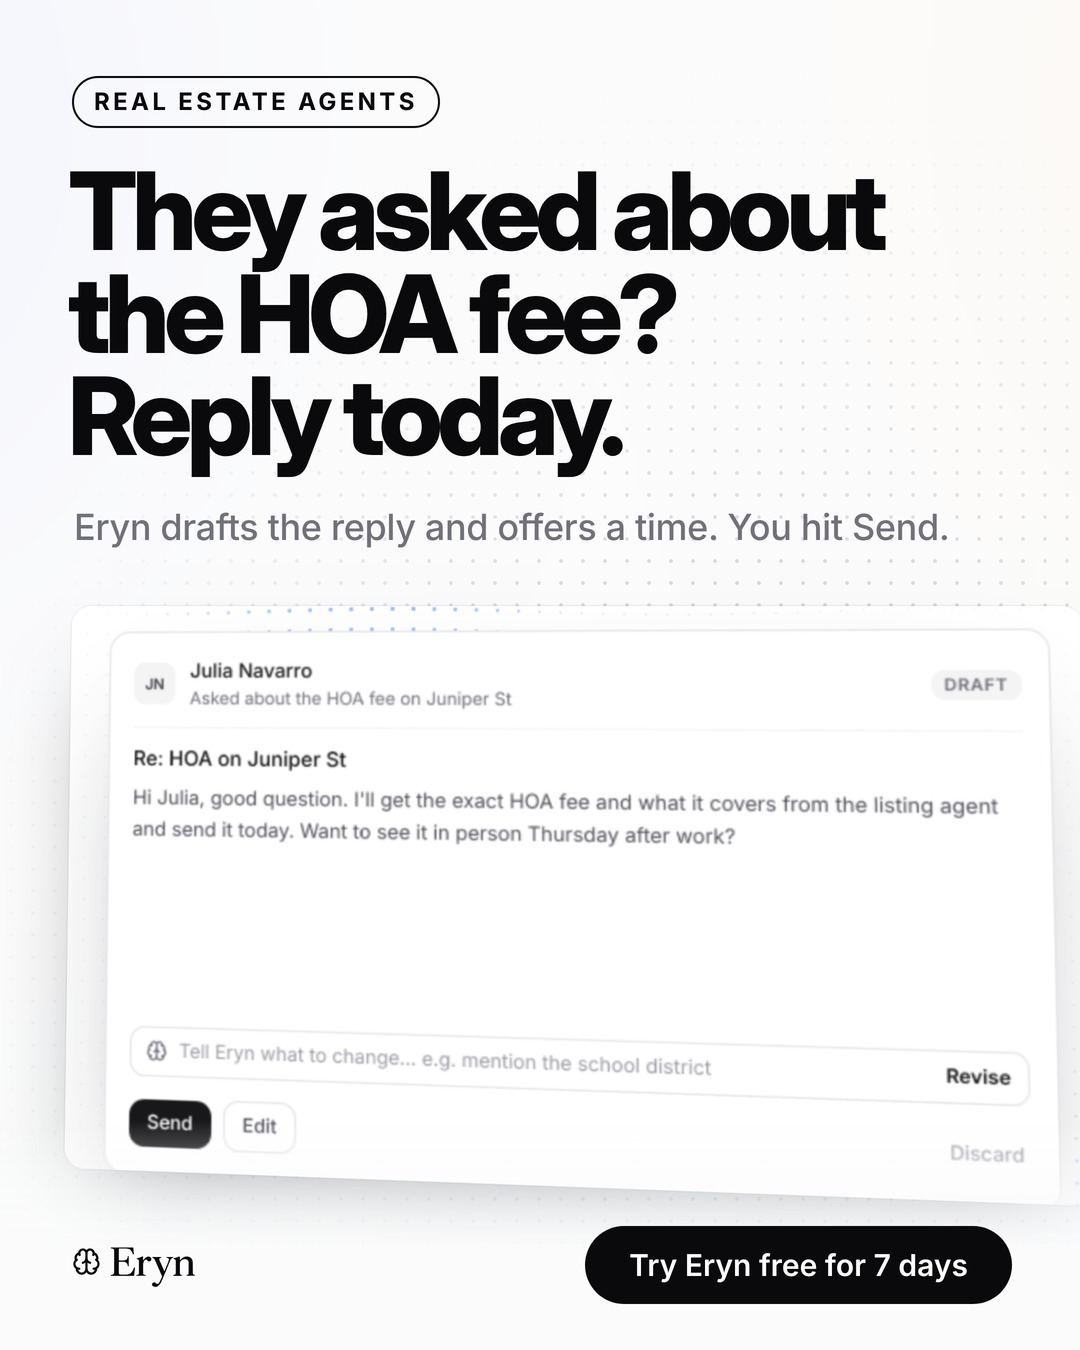 REAL ESTATE AGENTS
They asked about
the HOA fee?
Reply today.
Eryn drafts the reply and offers a time. You hit Send.
JN
Julia Navarro
Asked about the HOA fee on Juniper St
DRAFT
Re: HOA on Juniper St
Hi Julia, good question. I'll get the exact HOA fee and what it covers from the listing agent
and send it today. Want to see it in person Thursday after work?
Tell Eryn what to change... e.g. mention the school district
Revise
Send
Edit
Discard
Eryn
Try Eryn free for 7 days